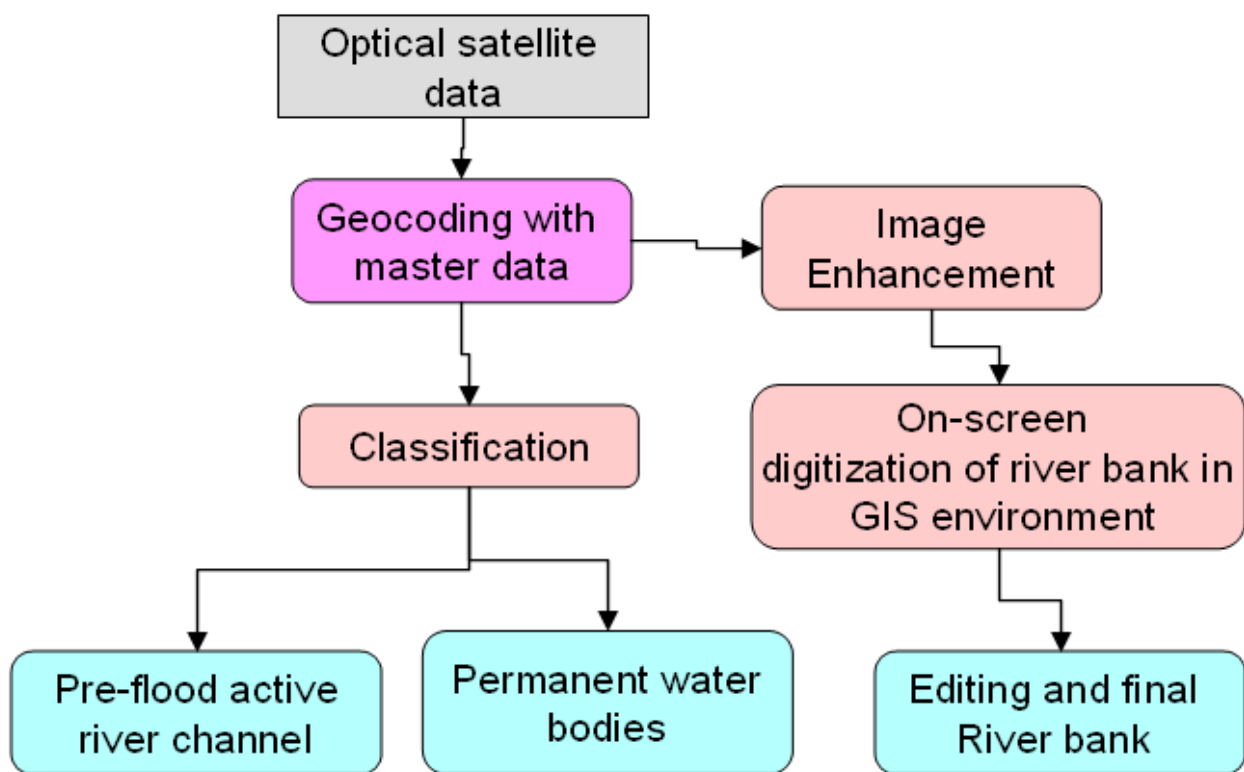 Optical satellite
data
Geocoding with
master data
Image
Enhancement
Classification
On-screen
digitization of river bank in
GIS environment
Pre-flood active
river channel
Permanent water
bodies
Editing and final
River bank